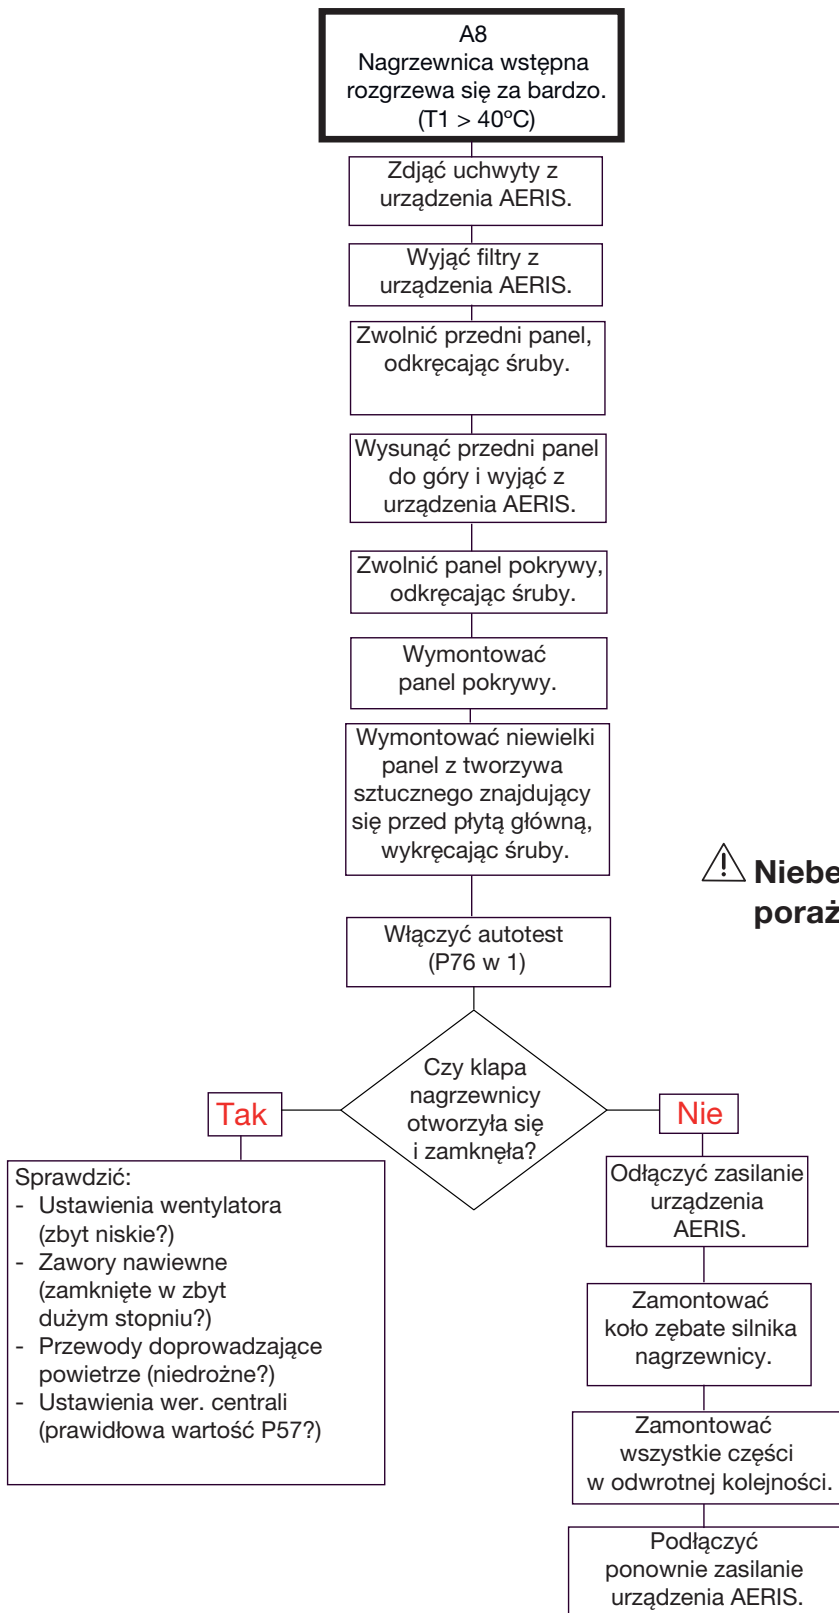 A8
Nagrzewnica wstępna
rozgrzewa się za bardzo.
(T1 > 40ºC)
Zdjąć uchwyty z
urządzenia AERIS.
Wyjąć filtry z
urządzenia AERIS.
Zwolnić przedni panel,
odkręcając śruby.
Wysunąć przedni panel
do góry i wyjąć z
urządzenia AERIS.
Zwolnić panel pokrywy,
odkręcając śruby.
Wymontować
panel pokrywy.
Wymontować niewielki
panel z tworzywa
sztucznego znajdujący
się przed płytą główną,
wykręcając śruby.
Niebe
poraż
Włączyć autotest
(P76 w 1)
Czy klapa
nagrzewnicy
otworzyła się
i zamknęła?
Tak
Sprawdzić:
- Ustawienia wentylatora
(zbyt niskie?)
- Zawory nawiewne
(zamknięte w zbyt
dużym stopniu?)
- Przewody doprowadzające
powietrze (niedrożne?)
- Ustawienia wer. centrali
(prawidłowa wartość P57?)
Nie
Odłączyć zasilanie
urządzenia
AERIS.
Zamontować
koło zębate silnika
nagrzewnicy.
Zamontować
wszystkie części
w odwrotnej kolejności.
Podłączyć
ponownie zasilanie
urządzenia AERIS.